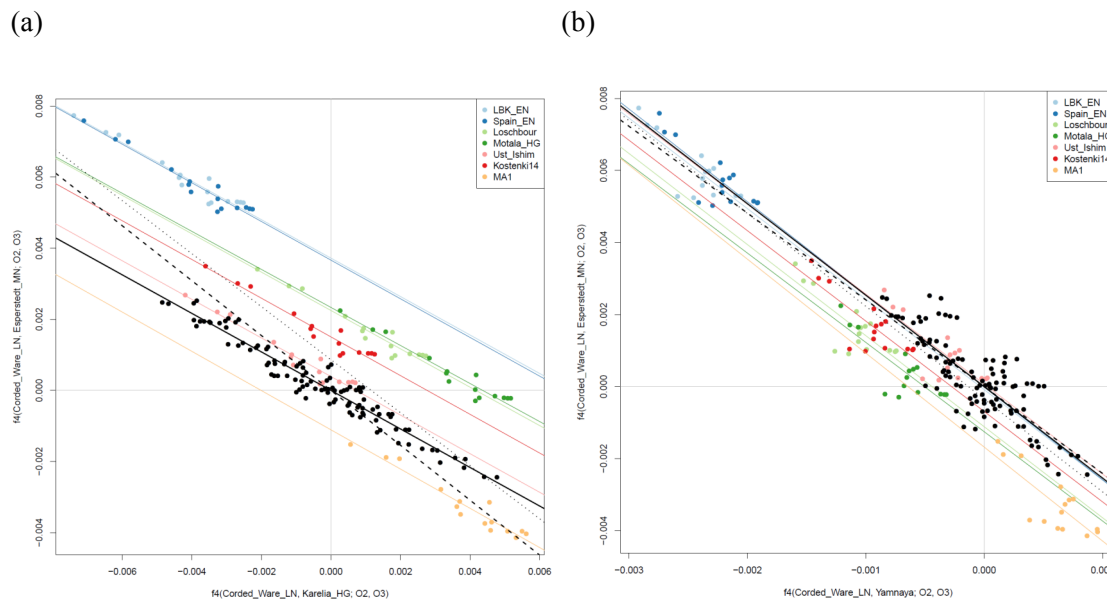 (a)
(b)
0.008
0.006
0.004
0.002
0.000
-0.002
-0.004
f4(Corded_Ware_LN, Esperstedt_MN; O2, O3)
LBK_EN
Spain_EN
Loschbour
Motala_HG
Ust_Ishim
Kostenki14
MA1
-0.006
-0.004
-0.002
0.000
0.002
0.004
0.006
f4(Corded_Ware_LN, Karelia_HG; O2, O3)
0.008
0.006
0.004
0.002
0.000
-0.002
-0.004
f4(Corded_Ware_LN, Esperstedt_MN; O2, O3)
LBK_EN
Spain_EN
Loschbour
Motala_HG
Ust_Ishim
Kostenki14
MA1
-0.003
-0.002
-0.001
0.000
f4(Corded_Ware_LN, Yamnaya; O2, O3)